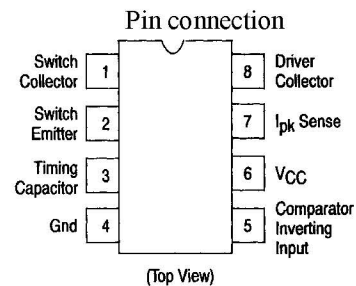 Pin connection
Switch
Collector
1
8
Driver
Collector
Switch
Emitter
2
7
Ipk Sense
Timing
Capacitor
3
6
VCC
Gnd
4
5
Comparator
Inverting
Input
(Top View)